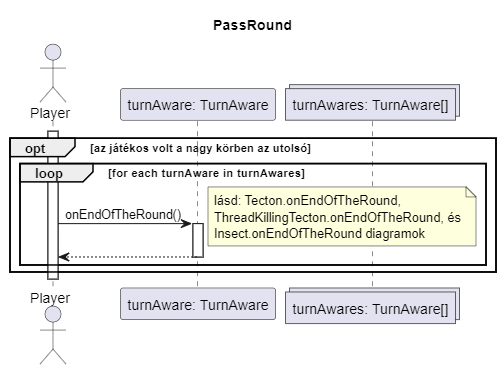 PassRound
Player
turnAware: TurnAware
turnAwares: TurnAware[]
opt
[az játékos volt a nagy körben az utolsó]
loop
[for each turnAware in turnAwares]
lásd: Tecton.onEndOfTheRound,
ThreadKillingTecton.onEndOfTheRound, és
Insect.onEndOfTheRound diagramok
onEndOfTheRound()
Player
turnAware: TurnAware
turnAwares: TurnAware[]